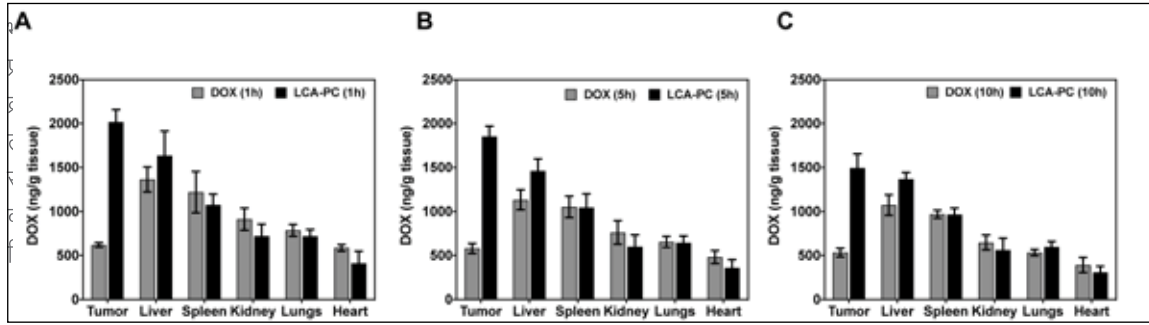 A
DOX (ng/g tissue)
2500
2000
1500
1000
500
0
DOX (1h) LCA-PC (1h)
Tumor Liver Spleen Kidney Lungs Heart
B
DOX (ng/g tissue)
2500
2000
1500
1000
500
0
DOX (5h) LCA-PC (5h)
Tumor Liver Spleen Kidney Lungs Heart
C
DOX (ng/g tissue)
2500
2000
1500
1000
500
0
DOX (10h) LCA-PC (10h)
Tumor Liver Spleen Kidney Lungs Heart